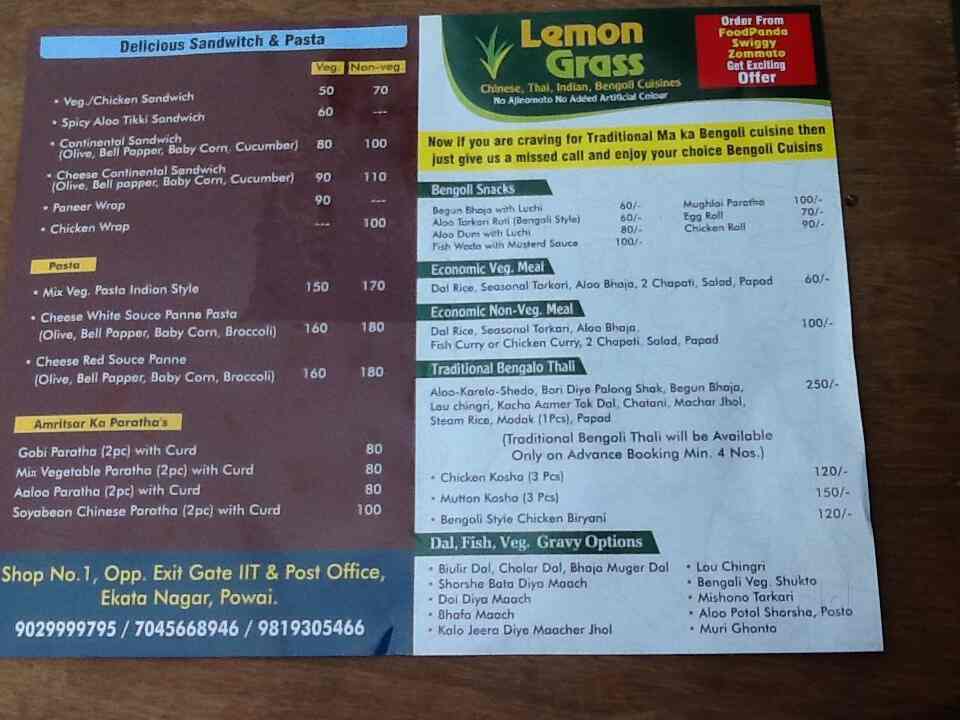 Delicious Sandwitch & Pasta
Veg. Non-veg.
• Veg./Chicken Sandwich 50 70
• Spicy Aloo Tikki Sandwich 60 ---
• Continental Sandwich
(Olive, Bell Papper, Baby Corn, Cucumber) 80 100
• Cheese Continental Sandwich
(Olive, Bell papper, Baby Corn, Cucumber) 90 110
• Paneer Wrap 90 ---
• Chicken Wrap --- 100
Pasta
• Mix Veg. Pasta Indian Style 150 170
• Cheese White Souce Panne Pasta
(Olive, Bell Papper, Baby Corn, Broccoli) 160 180
• Cheese Red Souce Panne
(Olive, Bell Papper, Baby Corn, Broccoli) 160 180
Amritsar Ka Paratha's
Gobi Paratha (2pc) with Curd 80
Mix Vegetable Paratha (2pc) with Curd 80
Aaloo Paratha (2pc) with Curd 80
Soyabean Chinese Paratha (2pc) with Curd 100
Shop No.1, Opp. Exit Gate IIT & Post Office,
Ekata Nagar, Powai.
9029999795 / 7045668946 / 9819305466
Lemon
Grass
Chinese, Thai, Indian, Bengoli Cuisines
No Ajinomoto No Added Artificial Colour
Order From
FoodPanda
Swiggy
Zommato
Get Exciting
Offer
Now if you are craving for Traditional Ma ka Bengoli cuisine then
just give us a missed call and enjoy your choice Bengoli Cuisins
Bengoli Snacks
Begun Bhaja with Luchi 60/-
Aloo Tarkari Roti (Bengali Style) 60/-
Aloo Dum with Luchi 80/-
Fish Wada with Musterd Sauce 100/-
Mughlai Paratha 100/-
Egg Roll 70/-
Chicken Roll 90/-
Economic Veg. Meal
Dal Rice, Seasonal Tarkari, Aloo Bhaja, 2 Chapati, Salad, Papad 60/-
Economic Non-Veg. Meal
Dal Rice, Seasonal Tarkari, Aloo Bhaja,
Fish Curry or Chicken Curry, 2 Chapati, Salad, Papad 100/-
Traditional Bengalo Thali
Aloo-Karela-Shedo, Bori Diye Palong Shak, Begun Bhaja,
Lau chingri, Kacha Aamer Tok Dal, Chatani, Machar Jhol,
Steam Rice, Modak (1Pcs), Papad 250/-
(Traditional Bengoli Thali will be Available
Only on Advance Booking Min. 4 Nos.)
• Chicken Kosha (3 Pcs) 120/-
• Mutton Kosha (3 Pcs) 150/-
• Bengoli Style Chicken Biryani 120/-
Dal, Fish, Veg. Gravy Options
• Biulir Dal, Cholar Dal, Bhaja Muger Dal
• Shorshe Bata Diya Maach
• Doi Diya Maach
• Bhafa Maach
• Kalo Jeera Diye Maacher Jhol
• Lau Chingri
• Bengali Veg. Shukto
• Mishono Tarkari
• Aloo Potol Shorsha, Posto
• Muri Ghonto